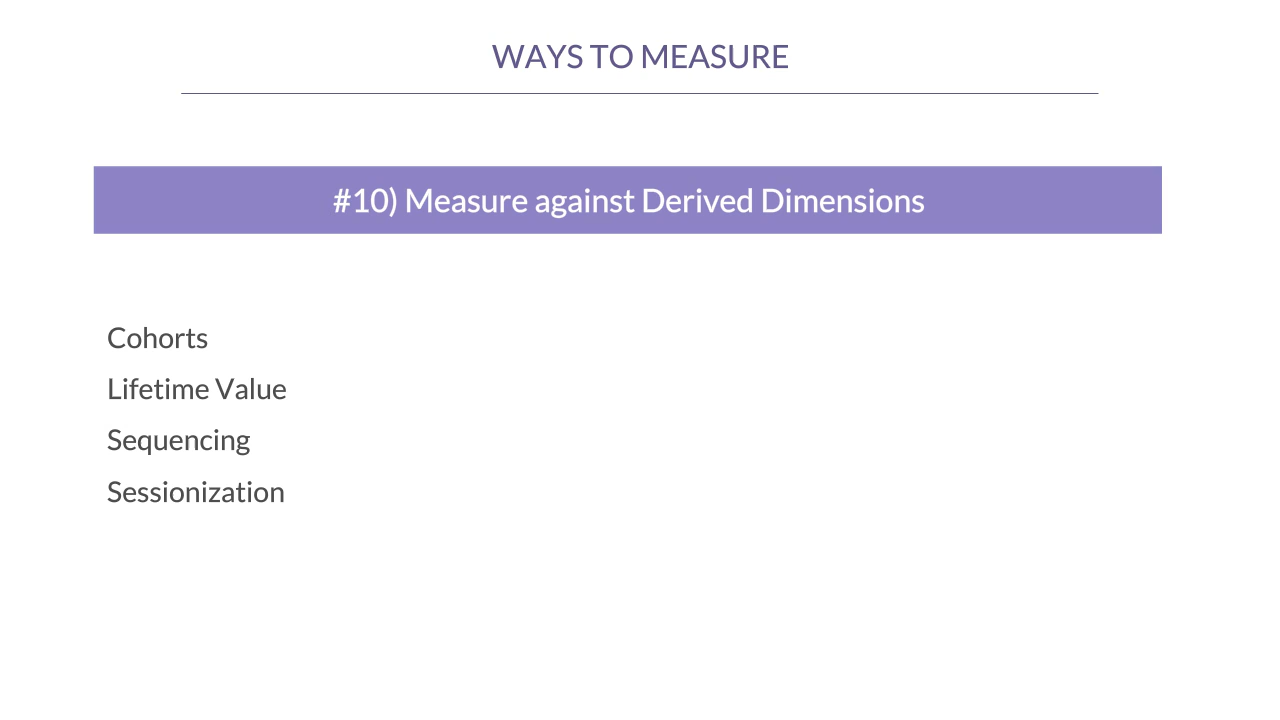 WAYS TO MEASURE
#10) Measure against Derived Dimensions
Cohorts
Lifetime Value
Sequencing
Sessionization